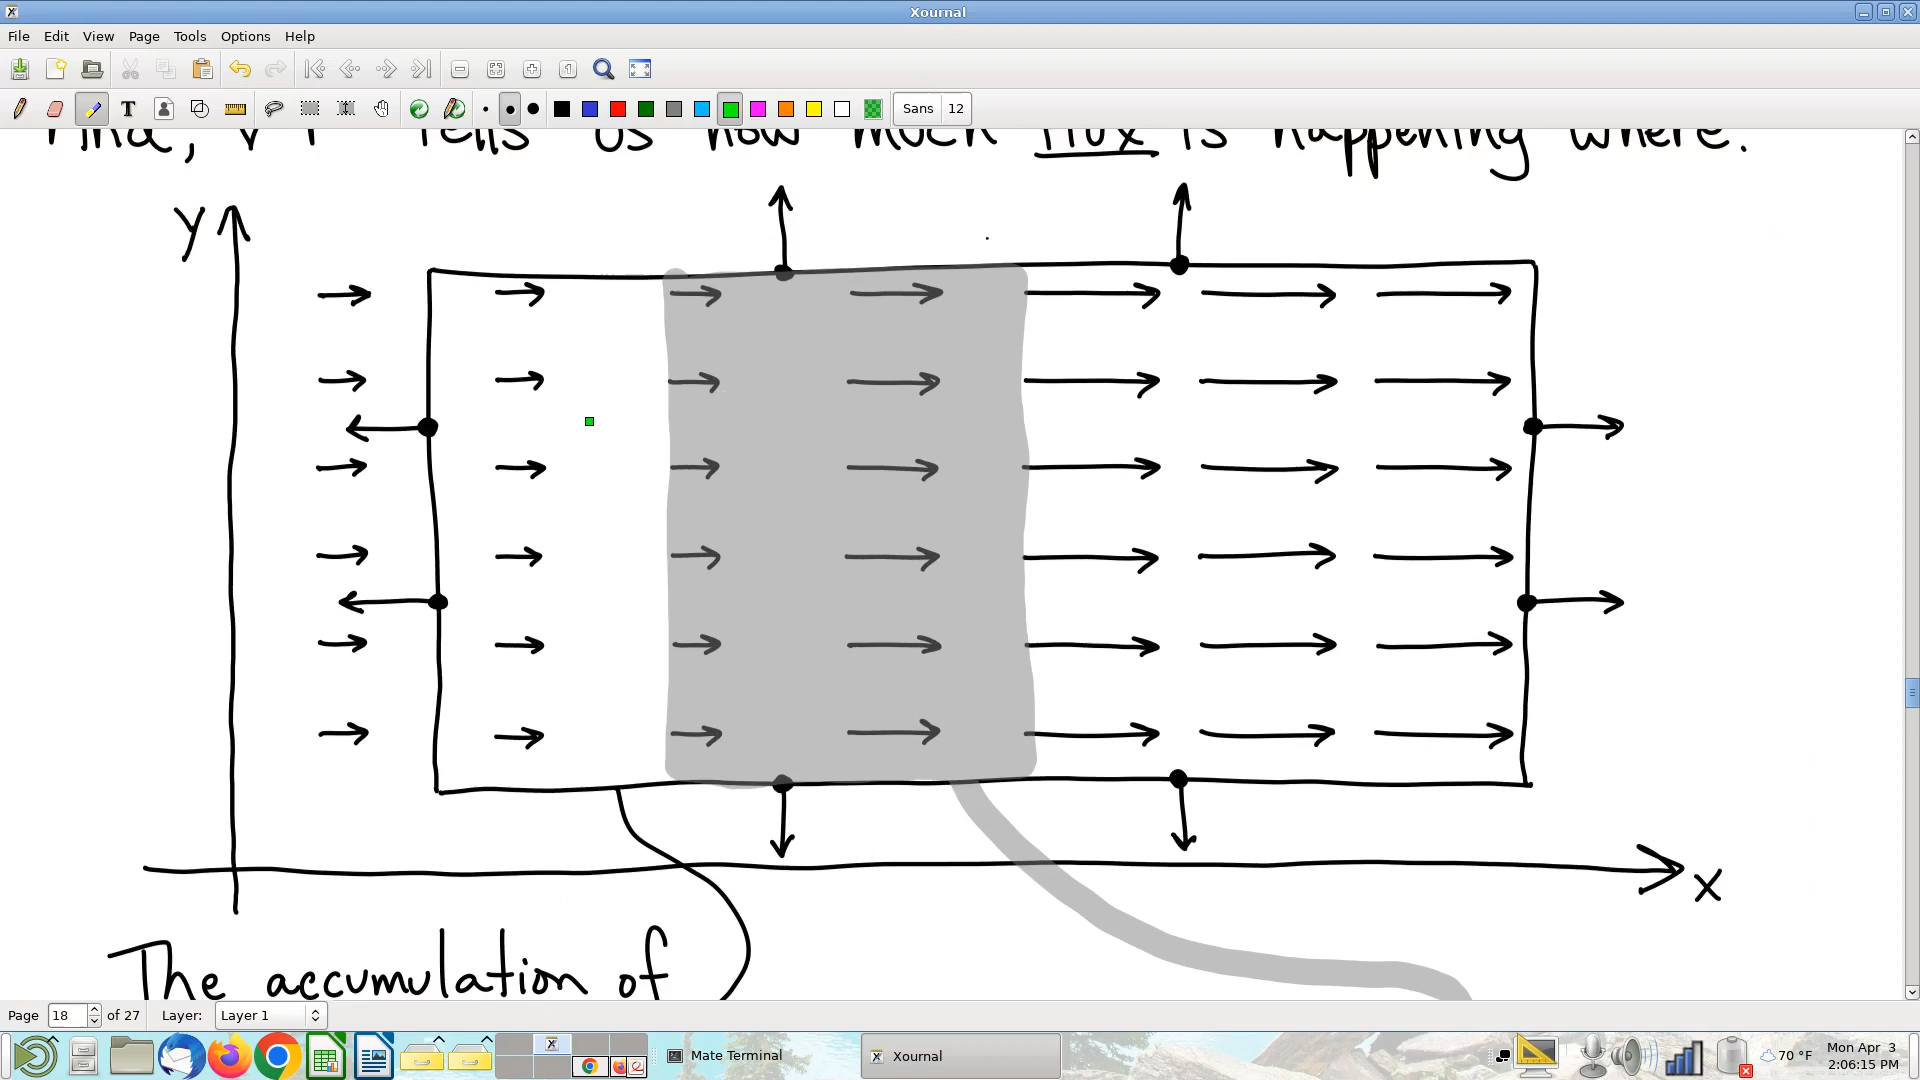 Xournal
File Edit View Page Tools Options Help
Sans 12
tells us how much flux is happening where.
y
x
The accumulation of
Page 18 of 27 Layer: Layer 1
Mate Terminal
Xournal
70 °F
Mon Apr 3
2:06:15 PM